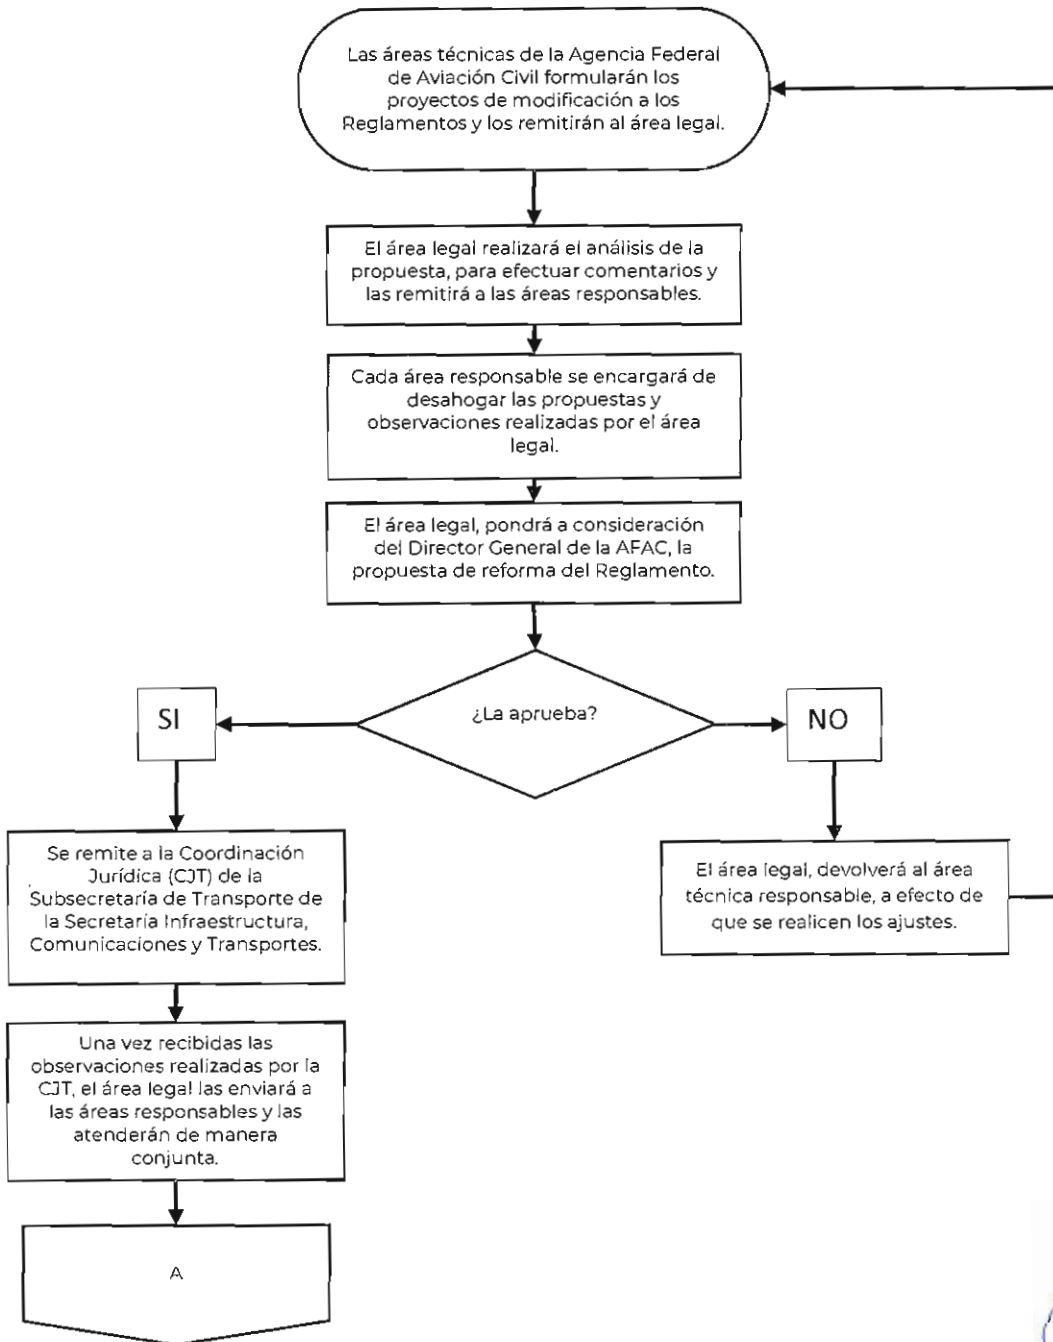 Las áreas técnicas de la Agencia Federal
de Aviación Civil formularán los
proyectos de modificación a los
Reglamentos y los remitirán al área legal.
El área legal realizará el análisis de la
propuesta, para efectuar comentarios y
las remitirá a las áreas responsables.
Cada área responsable se encargará de
desahogar las propuestas y
observaciones realizadas por el área
legal.
El área legal, pondrá a consideración
del Director General de la AFAC, la
propuesta de reforma del Reglamento.
¿La aprueba?
SI
NO
Se remite a la Coordinación
Jurídica (CJT) de la
Subsecretaría de Transporte de
la Secretaría Infraestructura,
Comunicaciones y Transportes.
El área legal, devolverá al área
técnica responsable, a efecto de
que se realicen los ajustes.
Una vez recibidas las
observaciones realizadas por la
CJT, el área legal las enviará a
las áreas responsables y las
atenderán de manera
conjunta.
A